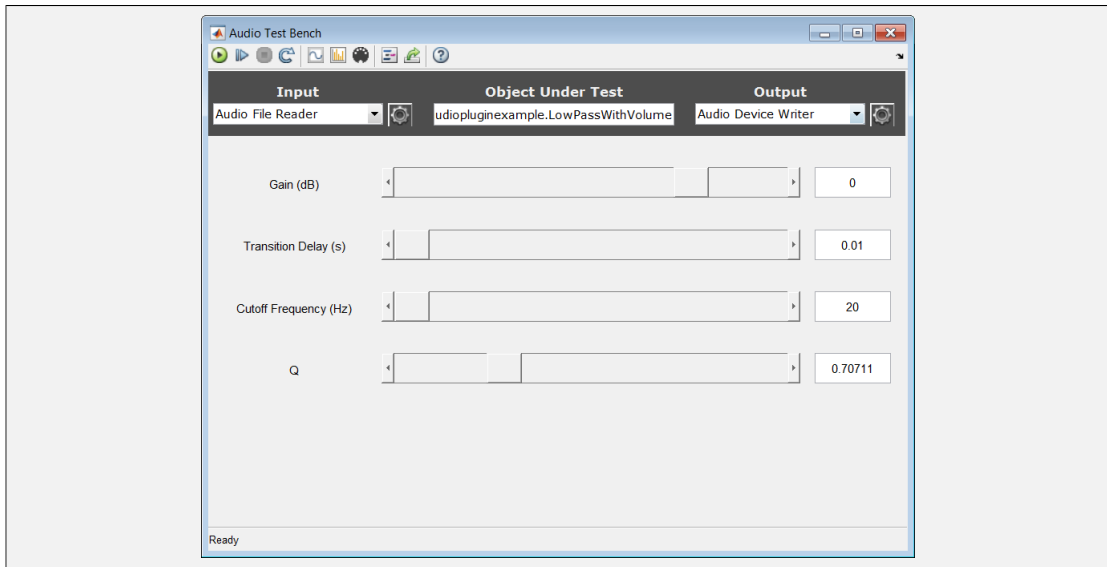 Audio Test Bench
Input Object Under Test Output
Audio File Reader udiopluginexample.LowPassWithVolume Audio Device Writer
Gain (dB) 0
Transition Delay (s) 0.01
Cutoff Frequency (Hz) 20
Q 0.70711
Ready